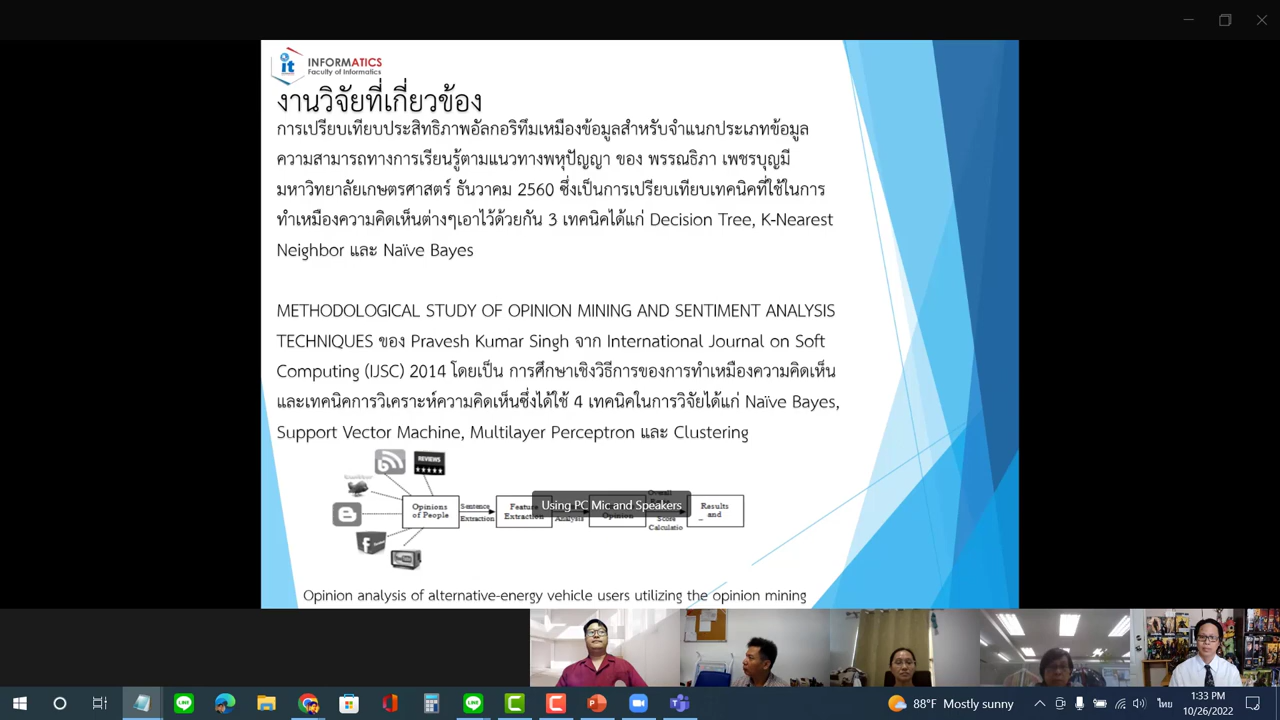 INFORMATICS
Faculty of Informatics
งานวิจัยที่เกี่ยวข้อง
การเปรียบเทียบประสิทธิภาพอัลกอริทึมเหมืองข้อมูลสำหรับจำแนกประเภทข้อมูล
ความสามารถทางการเรียนรู้ตามแนวทางพหุปัญญา ของ พรรณธิภา เพชรบุญมี
มหาวิทยาลัยเกษตรศาสตร์ ธันวาคม 2560 ซึ่งเป็นการเปรียบเทียบเทคนิคที่ใช้ในการ
ทำเหมืองความคิดเห็นต่างๆเอาไว้ด้วยกัน 3 เทคนิคได้แก่ Decision Tree, K-Nearest
Neighbor และ Naïve Bayes
METHODOLOGICAL STUDY OF OPINION MINING AND SENTIMENT ANALYSIS
TECHNIQUES ของ Pravesh Kumar Singh จาก International Journal on Soft
Computing (IJSC) 2014 โดยเป็น การศึกษาเชิงวิธีการของการทำเหมืองความคิดเห็น
และเทคนิคการวิเคราะห์ความคิดเห็นซึ่งได้ใช้ 4 เทคนิคในการวิจัยได้แก่ Naïve Bayes,
Support Vector Machine, Multilayer Perceptron และ Clustering
REVIEWS
Opinions
of People
Sentence
Extraction
Feature
Extraction
Analysis
Opinion
Overall
Score
Calculatio
Results
and
Using PC Mic and Speakers
Opinion analysis of alternative-energy vehicle users utilizing the opinion mining
88°F Mostly sunny
ไทย
1:33 PM
10/26/2022